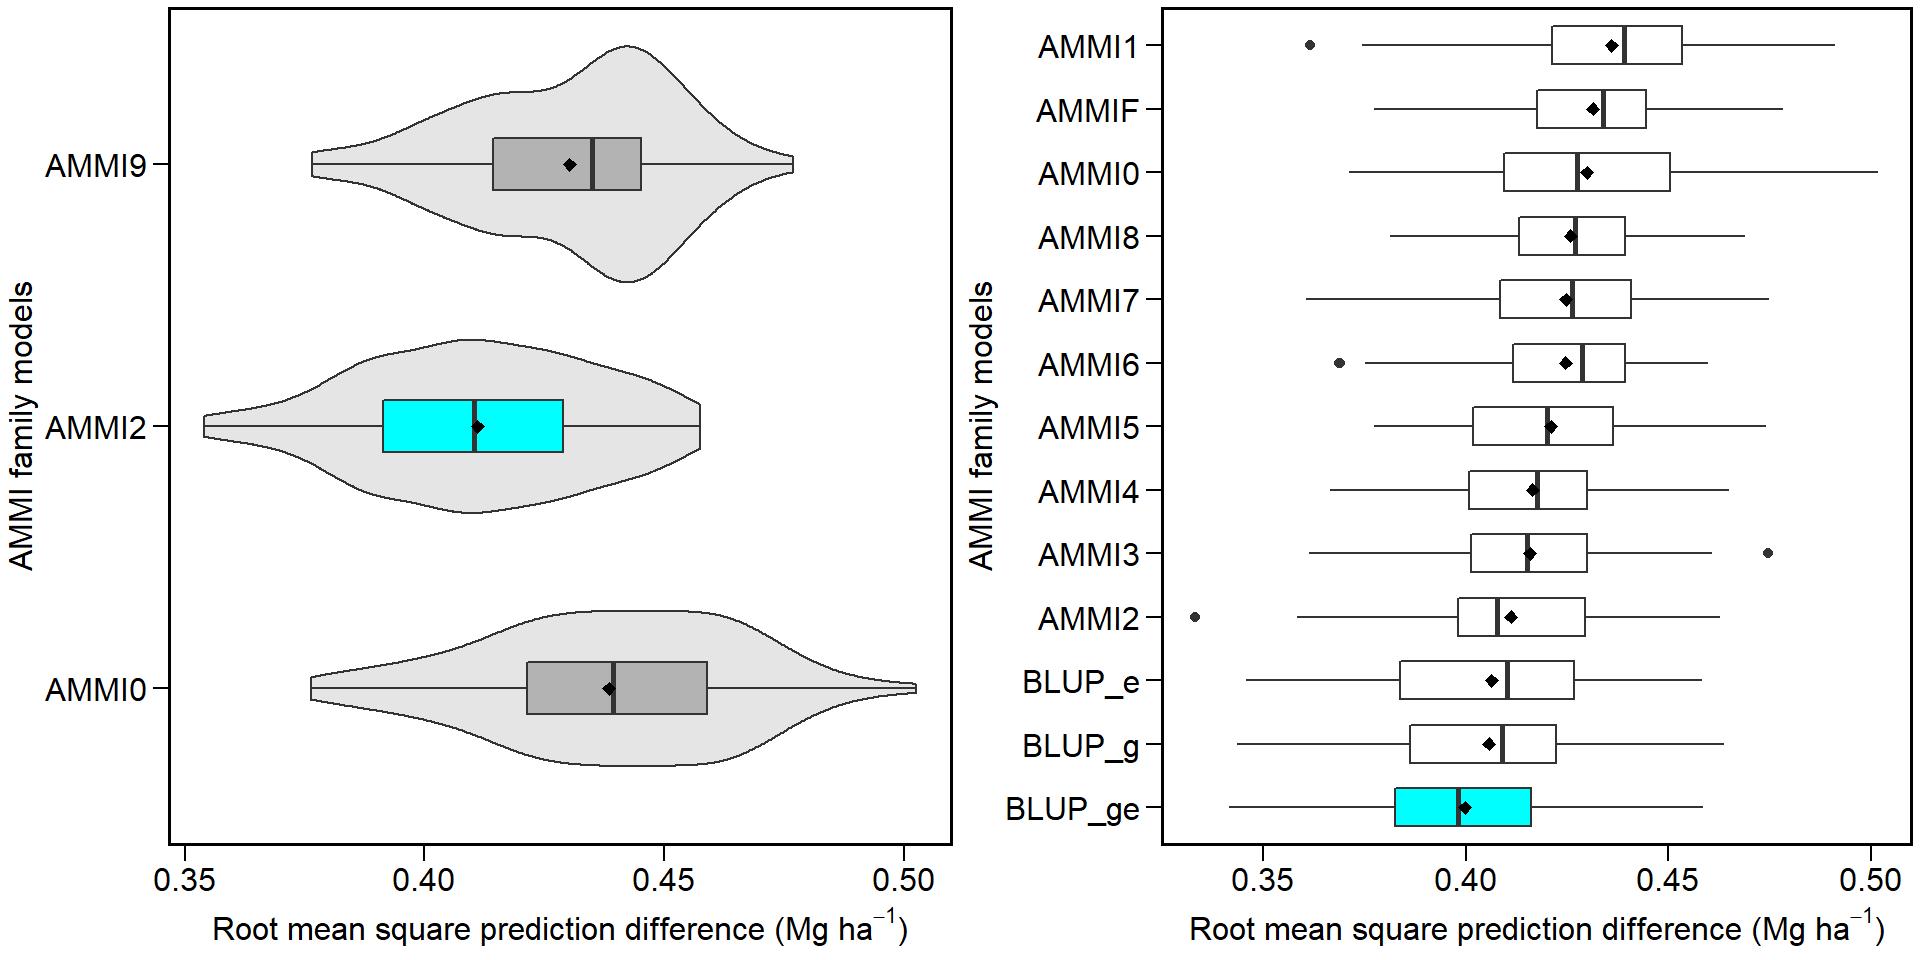 AMMI family models
AMMI9
AMMI2
AMMI0
0.35 0.40 0.45 0.50
Root mean square prediction difference (Mg ha⁻¹)
AMMI family models
AMMI1
AMMIF
AMMI0
AMMI8
AMMI7
AMMI6
AMMI5
AMMI4
AMMI3
AMMI2
BLUP_e
BLUP_g
BLUP_ge
0.35 0.40 0.45 0.50
Root mean square prediction difference (Mg ha⁻¹)